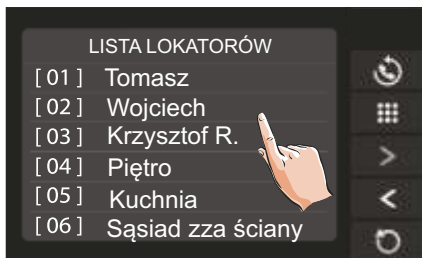 LISTA LOKATORÓW
[ 01 ] Tomasz
[ 02 ] Wojciech
[ 03 ] Krzysztof R.
[ 04 ] Piętro
[ 05 ] Kuchnia
[ 06 ] Sąsiad zza ściany